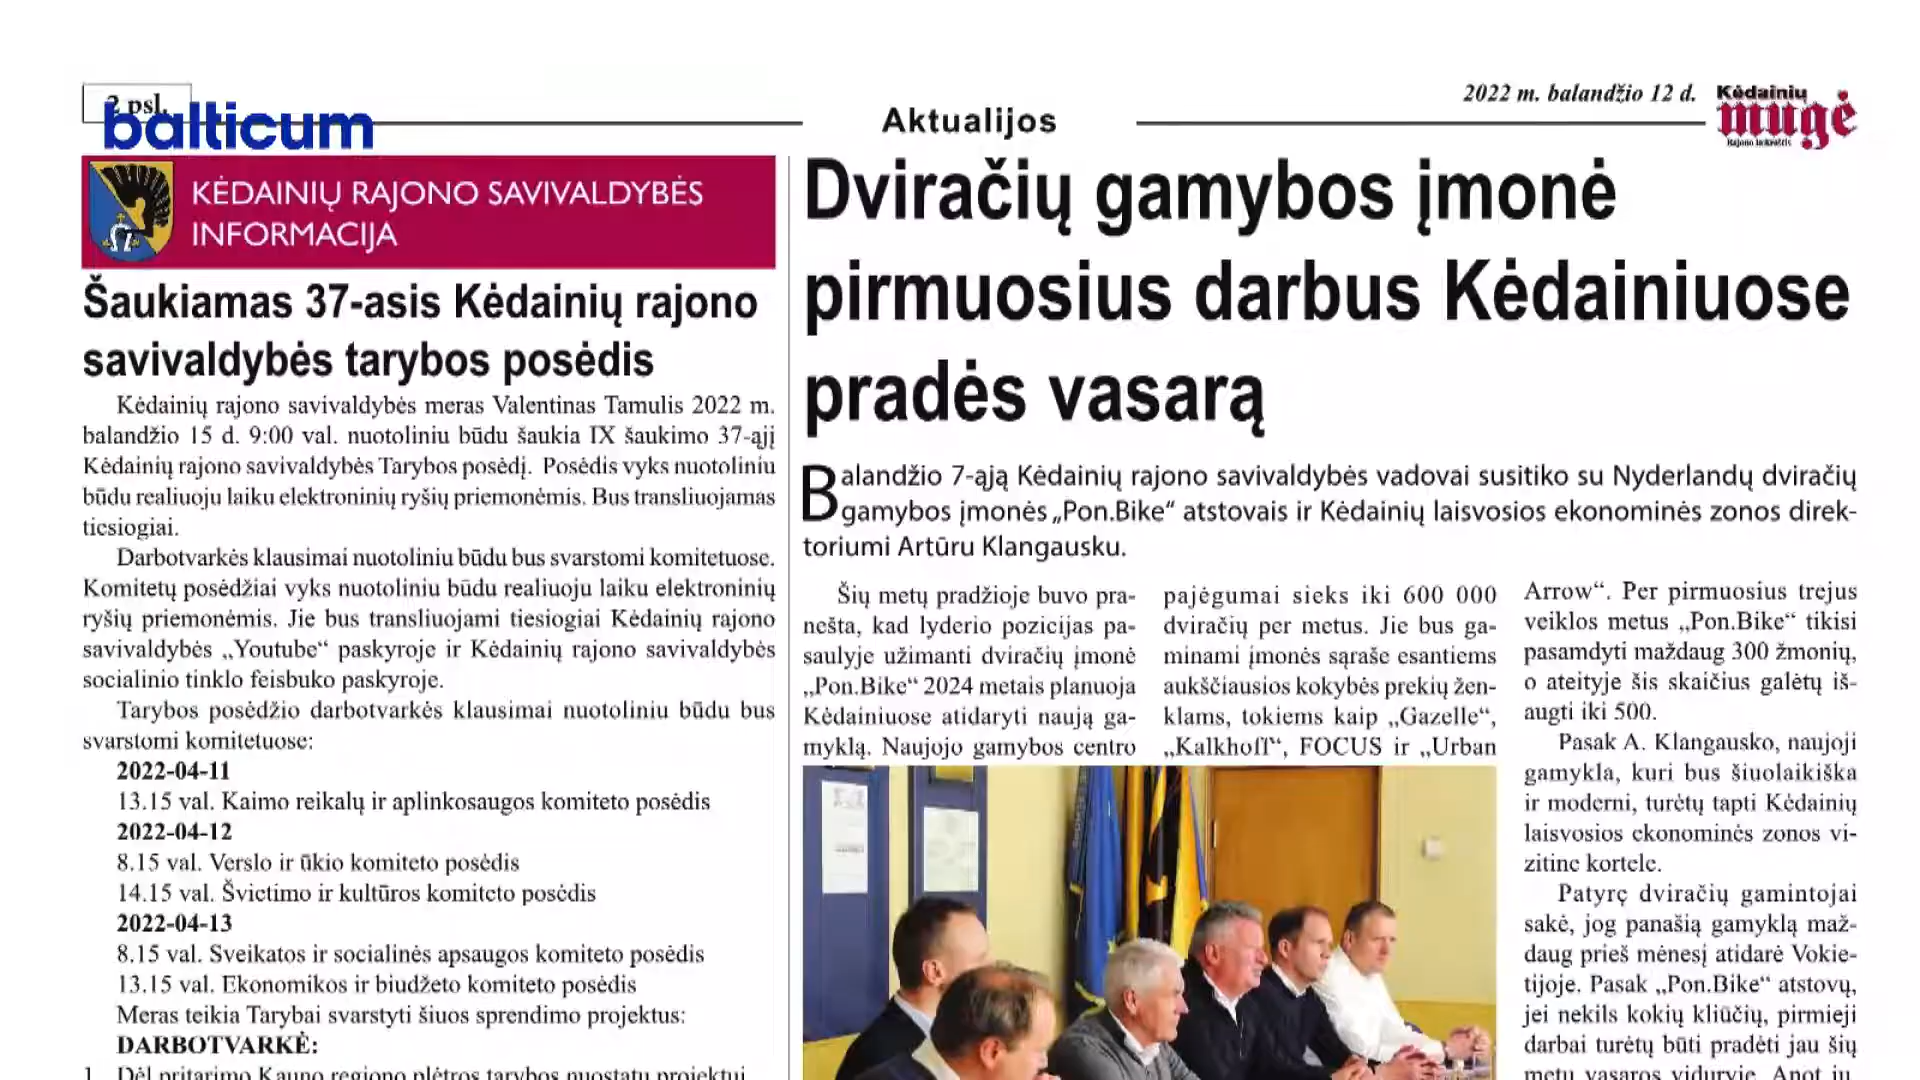 2 psl.
balticum
Aktualijos
2022 m. balandžio 12 d.
Kėdainių
mugė
Rajono laikraštis
KĖDAINIŲ RAJONO SAVIVALDYBĖS
INFORMACIJA
Šaukiamas 37-asis Kėdainių rajono
savivaldybės tarybos posėdis
Kėdainių rajono savivaldybės meras Valentinas Tamulis 2022 m.
balandžio 15 d. 9:00 val. nuotoliniu būdu šaukia IX šaukimo 37-ąjį
Kėdainių rajono savivaldybės Tarybos posėdį. Posėdis vyks nuotoliniu
būdu realiuoju laiku elektroninių ryšių priemonėmis. Bus transliuojamas
tiesiogiai.
Darbotvarkės klausimai nuotoliniu būdu bus svarstomi komitetuose.
Komitetų posėdžiai vyks nuotoliniu būdu realiuoju laiku elektroninių
ryšių priemonėmis. Jie bus transliuojami tiesiogiai Kėdainių rajono
savivaldybės „Youtube“ paskyroje ir Kėdainių rajono savivaldybės
socialinio tinklo feisbuko paskyroje.
Tarybos posėdžio darbotvarkės klausimai nuotoliniu būdu bus
svarstomi komitetuose:
2022-04-11
13.15 val. Kaimo reikalų ir aplinkosaugos komiteto posėdis
2022-04-12
8.15 val. Verslo ir ūkio komiteto posėdis
14.15 val. Švietimo ir kultūros komiteto posėdis
2022-04-13
8.15 val. Sveikatos ir socialinės apsaugos komiteto posėdis
13.15 val. Ekonomikos ir biudžeto komiteto posėdis
Meras teikia Tarybai svarstyti šiuos sprendimo projektus:
DARBOTVARKĖ:
1. Dėl pritarimo Kauno regiono plėtros tarybos nuostatų projektui
Dviračių gamybos įmonė
pirmuosius darbus Kėdainiuose
pradės vasarą
Balandžio 7-ąją Kėdainių rajono savivaldybės vadovai susitiko su Nyderlandų dviračių
gamybos įmonės „Pon.Bike“ atstovais ir Kėdainių laisvosios ekonominės zonos direk-
toriumi Artūru Klangausku.
Šių metų pradžioje buvo pra-
nešta, kad lyderio pozicijas pa-
saulyje užimanti dviračių įmonė
„Pon.Bike“ 2024 metais planuoja
Kėdainiuose atidaryti naują ga-
myklą. Naujojo gamybos centro
pajėgumai sieks iki 600 000
dviračių per metus. Jie bus ga-
minami įmonės sąraše esantiems
aukščiausios kokybės prekių žen-
klams, tokiems kaip „Gazelle“,
„Kalkhoff“, FOCUS ir „Urban
Arrow“. Per pirmuosius trejus
veiklos metus „Pon.Bike“ tikisi
pasamdyti maždaug 300 žmonių,
o ateityje šis skaičius galėtų iš-
augti iki 500.
Pasak A. Klangausko, naujoji
gamykla, kuri bus šiuolaikiška
ir moderni, turėtų tapti Kėdainių
laisvosios ekonominės zonos vi-
zitine kortele.
Patyrę dviračių gamintojai
sakė, jog panašią gamyklą maž-
daug prieš mėnesį atidarė Vokie-
tijoje. Pasak „Pon.Bike“ atstovų,
jei nekils kokių kliūčių, pirmieji
darbai turėtų būti pradėti jau šių
metų vasaros viduryje. Anot jų,